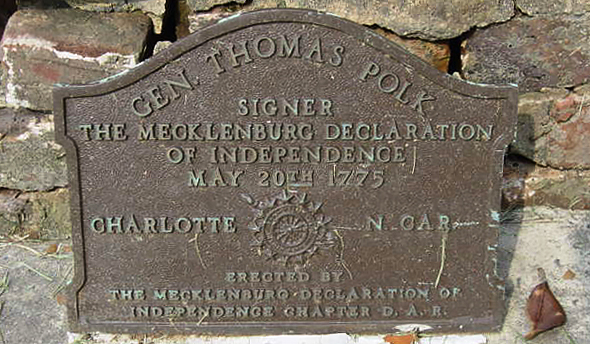 GEN. THOMAS POLK
SIGNER
THE MECKLENBURG DECLARATION
OF INDEPENDENCE
MAY 20TH 1775
CHARLOTTE N. CAR.
ERECTED BY
THE MECKLENBURG-DECLARATION OF
INDEPENDENCE CHAPTER D. A. R.